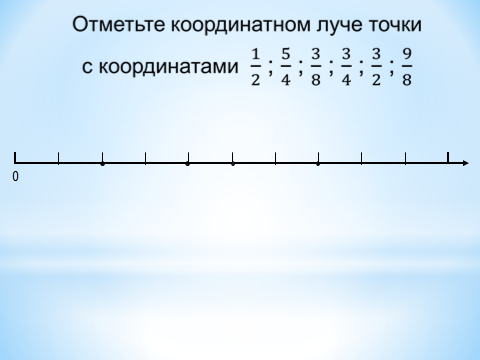 Отметьте координатном луче точки
с координатами 1/2 ; 5/4 ; 3/8 ; 3/4 ; 3/2 ; 9/8
0